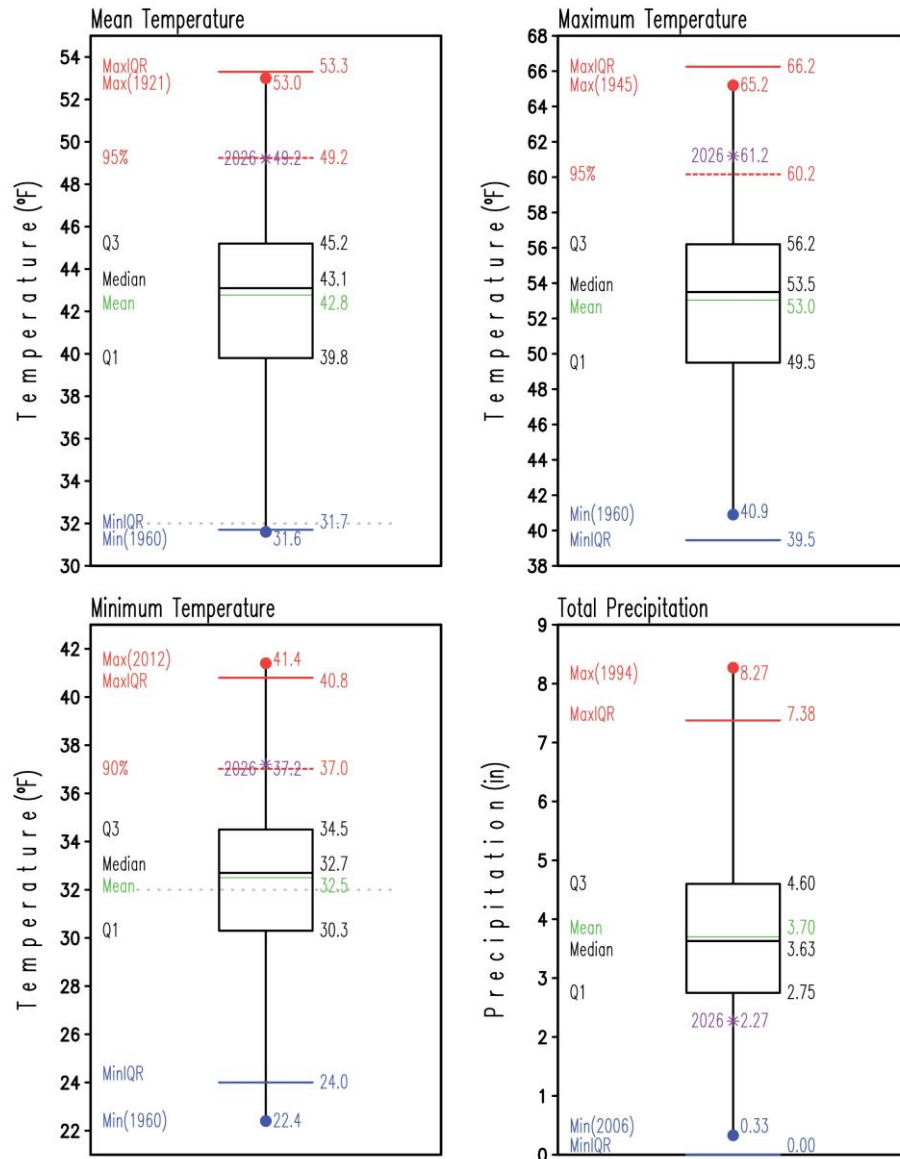 Mean Temperature
Temperature (°F)
54
52
50
48
46
44
42
40
38
36
34
32
30
MaxIQR 53.3
Max(1921) 53.0
95% 2026 49.2 49.2
Q3 45.2
Median 43.1
Mean 42.8
Q1 39.8
MinIQR 31.7
Min(1960) 31.6
Maximum Temperature
Temperature (°F)
68
66
64
62
60
58
56
54
52
50
48
46
44
42
40
38
MaxIQR 66.2
Max(1945) 65.2
2026 61.2
95% 60.2
Q3 56.2
Median 53.5
Mean 53.0
Q1 49.5
Min(1960) 40.9
MinIQR 39.5
Minimum Temperature
Temperature (°F)
42
40
38
36
34
32
30
28
26
24
22
Max(2012) 41.4
MaxIQR 40.8
90% 2026 37.2 37.0
Q3 34.5
Median 32.7
Mean 32.5
Q1 30.3
MinIQR 24.0
Min(1960) 22.4
Total Precipitation
Precipitation (in)
9
8
7
6
5
4
3
2
1
0
Max(1994) 8.27
MaxIQR 7.38
Q3 4.60
Mean 3.70
Median 3.63
Q1 2.75
2026 2.27
Min(2006) 0.33
MinIQR 0.00